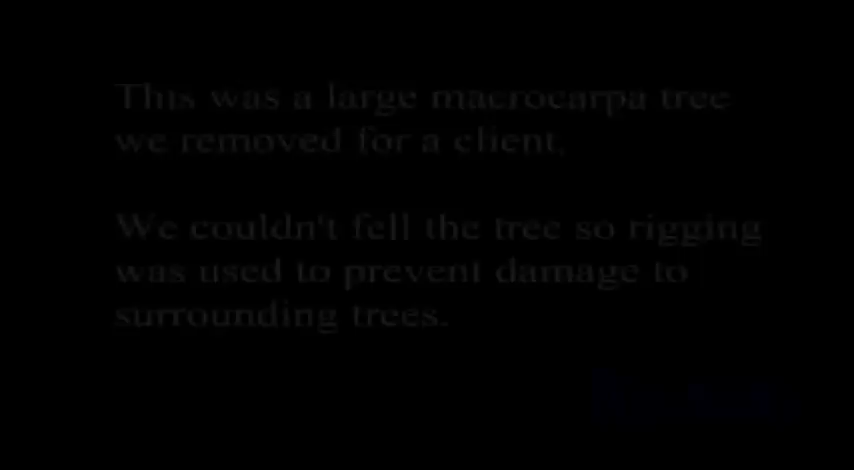 This was a large macrocarpa tree
we removed for a client.
We couldn't fell the tree so rigging
was used to prevent damage to
surrounding trees.